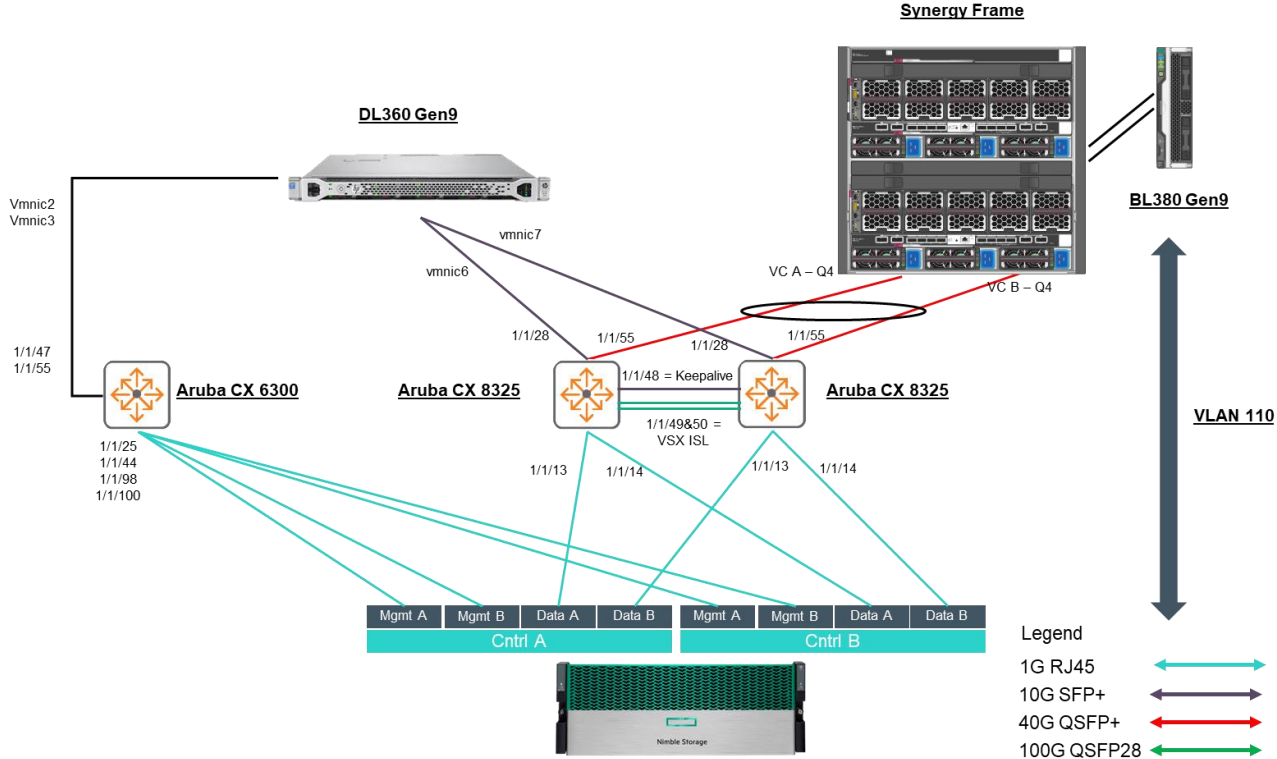 Synergy Frame
DL360 Gen9
BL380 Gen9
Vmnic2
Vmnic3
vmnic7
vmnic6
VC A – Q4
VC B – Q4
1/1/28
1/1/55
1/1/28
1/1/55
1/1/47
1/1/55
Aruba CX 6300
Aruba CX 8325
1/1/48 = Keepalive
Aruba CX 8325
1/1/49&50 =
VSX ISL
VLAN 110
1/1/25
1/1/44
1/1/98
1/1/100
1/1/13
1/1/14
1/1/13
1/1/14
Mgmt A
Mgmt B
Data A
Data B
Mgmt A
Mgmt B
Data A
Data B
Cntrl A
Cntrl B
Legend
1G RJ45
10G SFP+
40G QSFP+
100G QSFP28
Nimble Storage